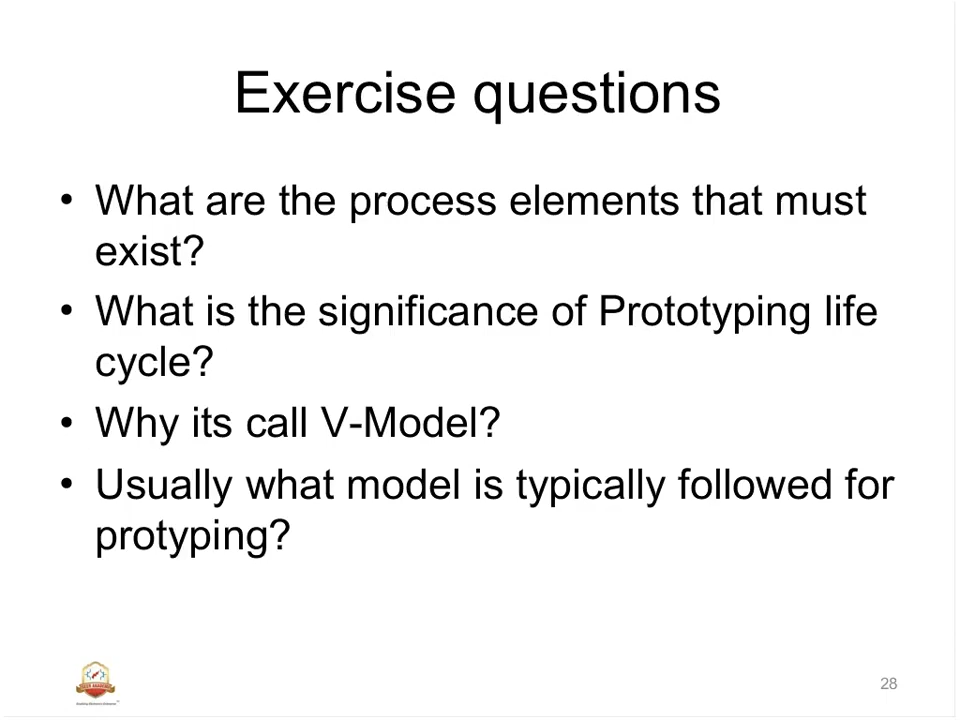 Exercise questions
• What are the process elements that must
exist?
• What is the significance of Prototyping life
cycle?
• Why its call V-Model?
• Usually what model is typically followed for
protyping?
28